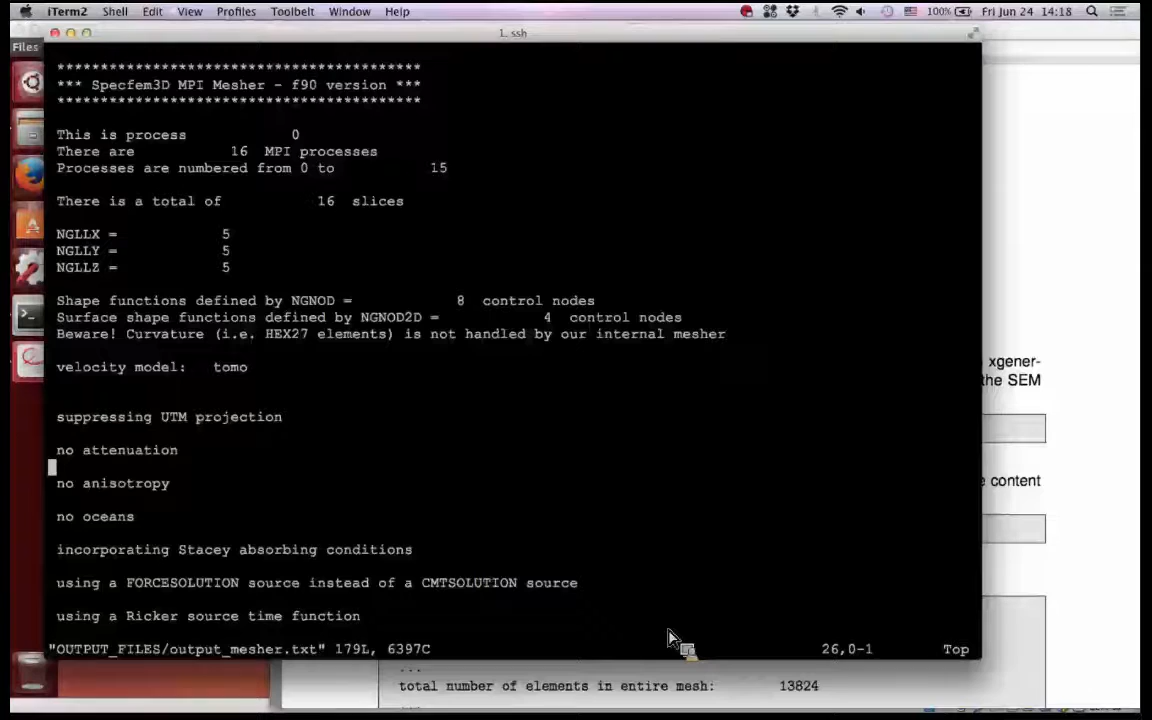 iTerm2 Shell Edit View Profiles Toolbelt Window Help 100% Fri Jun 24 14:18
Files
1. ssh
******************************************
*** Specfem3D MPI Mesher - f90 version ***
******************************************
This is process 0
There are 16 MPI processes
Processes are numbered from 0 to 15
There is a total of 16 slices
NGLLX = 5
NGLLY = 5
NGLLZ = 5
Shape functions defined by NGNOD = 8 control nodes
Surface shape functions defined by NGNOD2D = 4 control nodes
Beware! Curvature (i.e. HEX27 elements) is not handled by our internal mesher
velocity model: tomo
xgener-
the SEM
suppressing UTM projection
no attenuation
no anisotropy
e content
no oceans
incorporating Stacey absorbing conditions
using a FORCESOLUTION source instead of a CMTSOLUTION source
using a Ricker source time function
"OUTPUT_FILES/output_mesher.txt" 179L, 6397C 26,0-1 Top
...
total number of elements in entire mesh: 13824